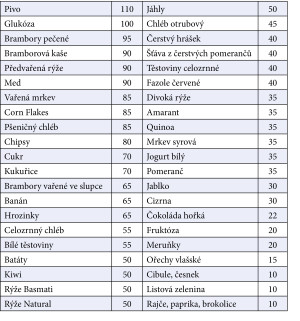 Pivo 110 Jáhly 50
Glukóza 100 Chléb otrubový 45
Brambory pečené 95 Čerstvý hrášek 40
Bramborová kaše 90 Šťáva z čerstvých pomerančů 40
Předvařená rýže 90 Těstoviny celozrnné 40
Med 90 Fazole červené 40
Vařená mrkev 85 Divoká rýže 35
Corn Flakes 85 Amarant 35
Pšeničný chléb 85 Quinoa 35
Chipsy 80 Mrkev syrová 35
Cukr 70 Jogurt bílý 35
Kukuřice 70 Pomeranč 35
Brambory vařené ve slupce 65 Jablko 30
Banán 65 Cizrna 30
Hrozinky 65 Čokoláda hořká 22
Celozrnný chléb 55 Fruktóza 20
Bílé těstoviny 55 Meruňky 20
Batáty 50 Ořechy vlašské 15
Kiwi 50 Cibule, česnek 10
Rýže Basmati 50 Listová zelenina 10
Rýže Natural 50 Rajče, paprika, brokolice 10